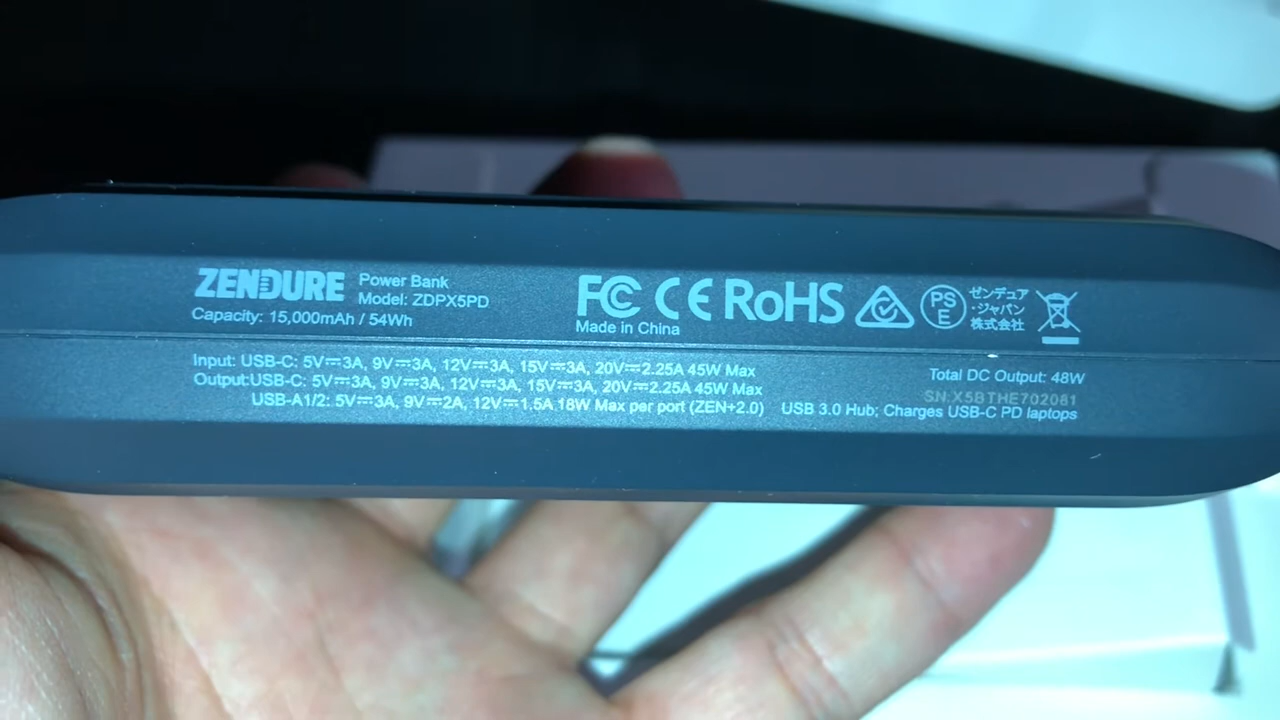 ZENDURE Power Bank
Model: ZDPX5PD
Capacity: 15,000mAh / 54Wh
FC CE RoHS
Made in China
PS
E
ゼンデュア
・ジャパン
株式会社
Input: USB-C: 5V⎓3A, 9V⎓3A, 12V⎓3A, 15V⎓3A, 20V⎓2.25A 45W Max
Output:USB-C: 5V⎓3A, 9V⎓3A, 12V⎓3A, 15V⎓3A, 20V⎓2.25A 45W Max
USB-A1/2: 5V⎓3A, 9V⎓2A, 12V⎓1.5A 18W Max per port (ZEN+2.0)
Total DC Output: 48W
SN:X5BTHE702081
USB 3.0 Hub; Charges USB-C PD laptops